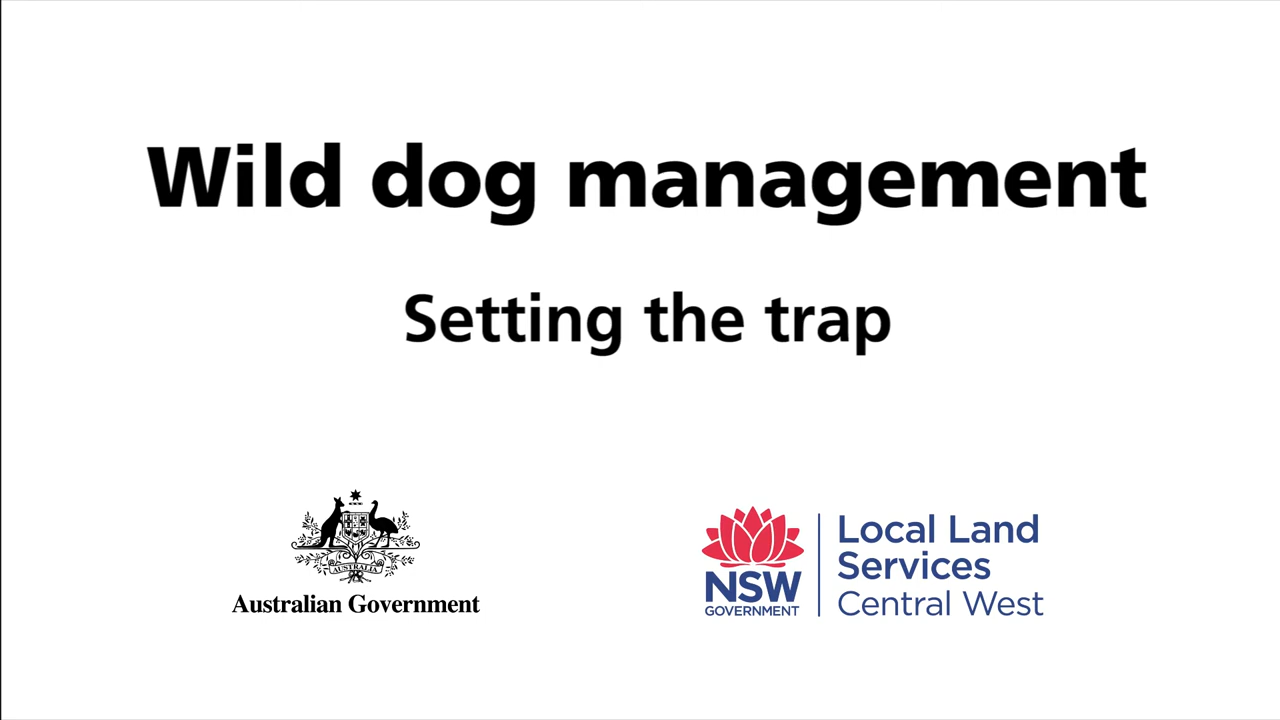 Wild dog management
Setting the trap
AUSTRALIA
Australian Government
NSW
GOVERNMENT
Local Land
Services
Central West